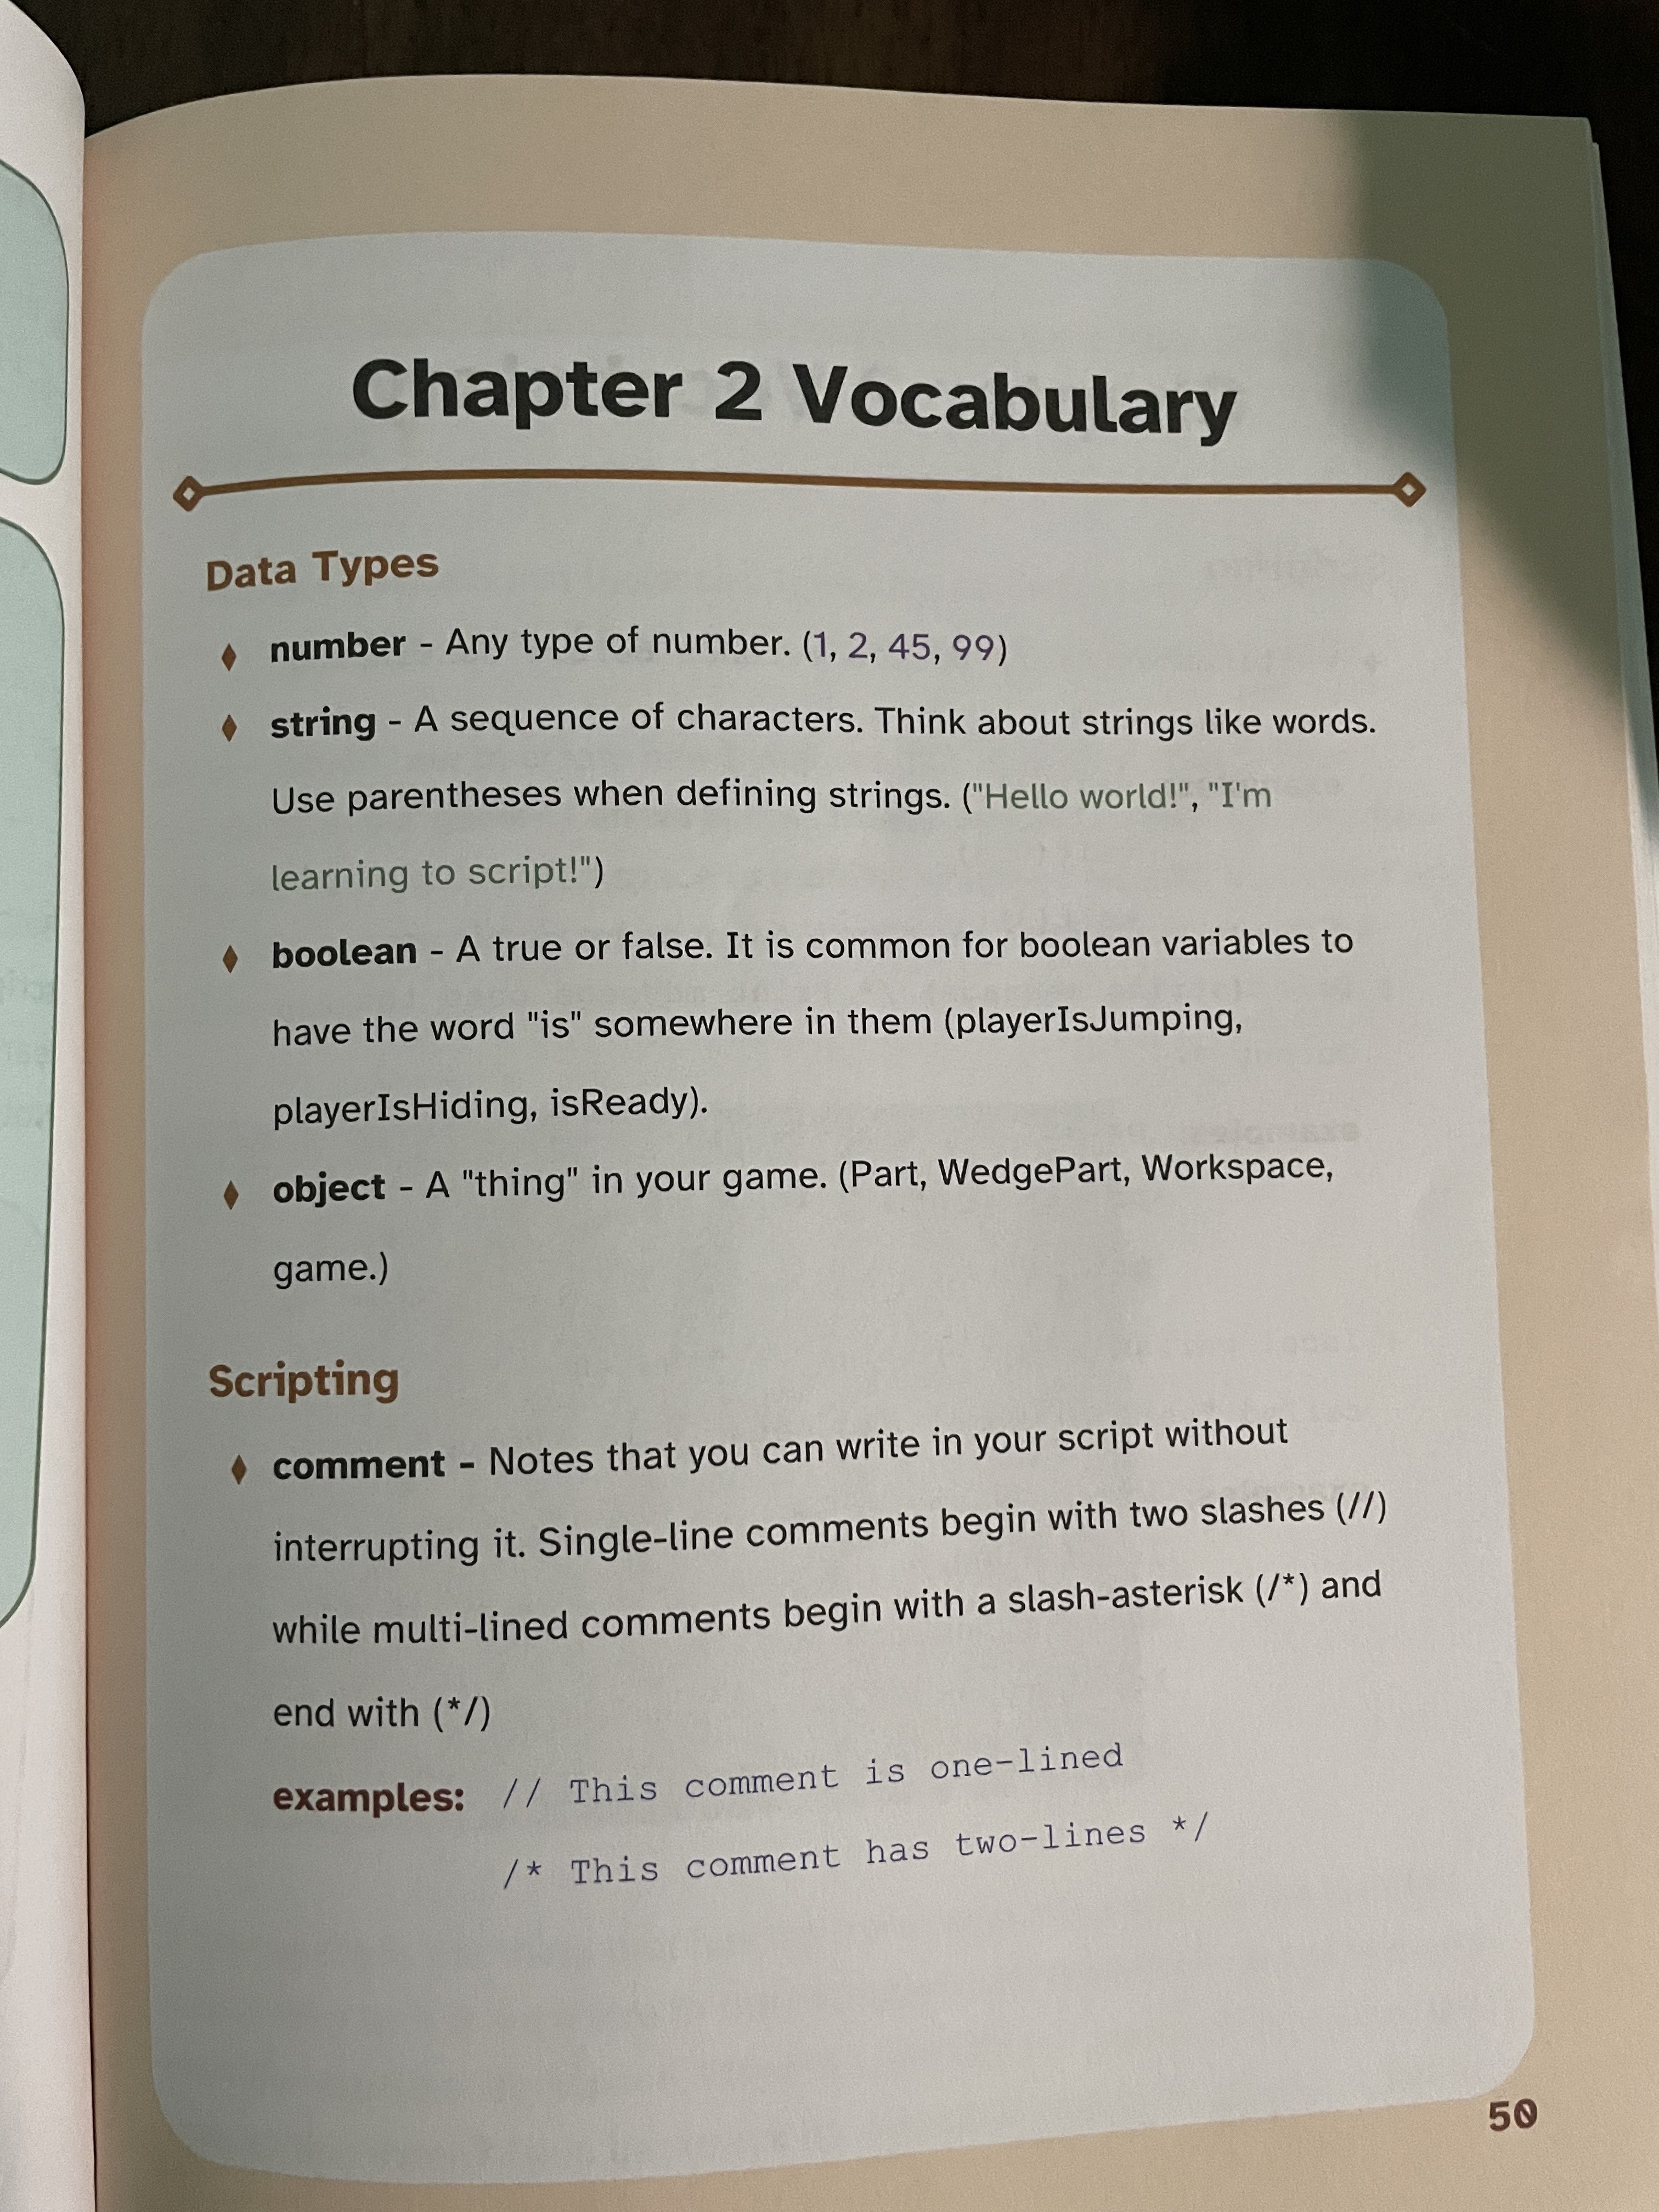 Chapter 2 Vocabulary
Data Types
number - Any type of number. (1, 2, 45, 99)
string - A sequence of characters. Think about strings like words.
Use parentheses when defining strings. ("Hello world!", "I'm
learning to script!")
boolean - A true or false. It is common for boolean variables to
have the word "is" somewhere in them (playerIsJumping,
playerIsHiding, isReady).
object - A "thing" in your game. (Part, WedgePart, Workspace,
game.)
Scripting
comment - Notes that you can write in your script without
interrupting it. Single-line comments begin with two slashes (//)
while multi-lined comments begin with a slash-asterisk (/*) and
end with (*/)
examples: // This comment is one-lined
/* This comment has two-lines */
50